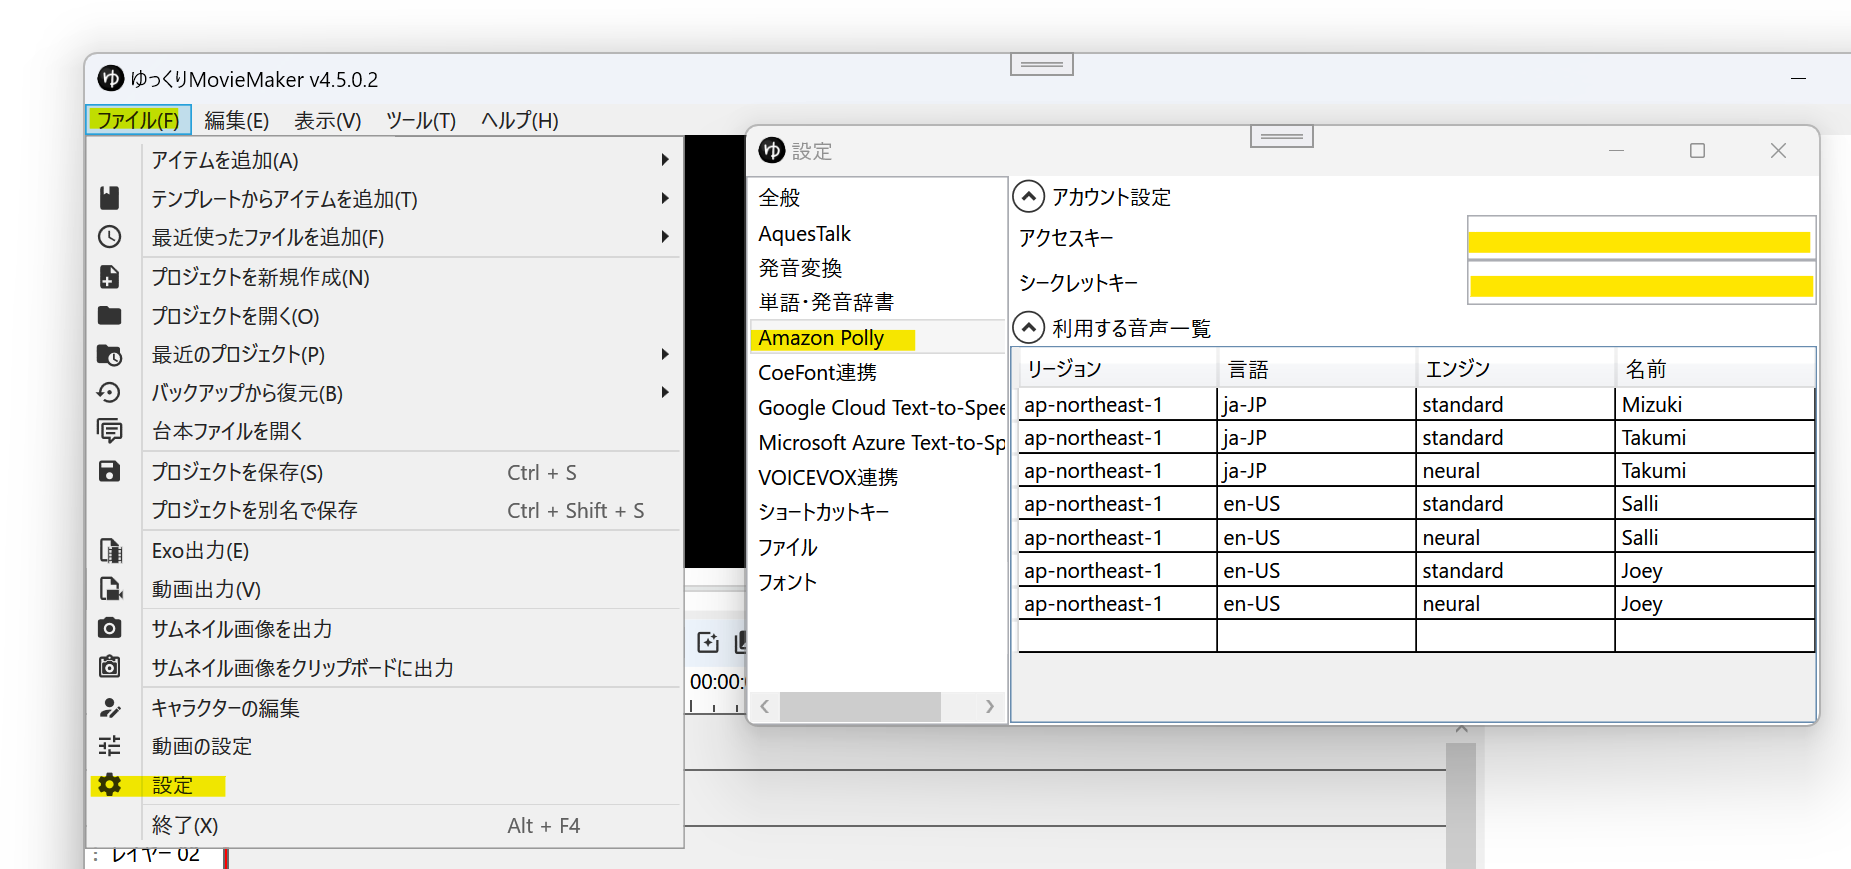 ゆっくりMovieMaker v4.5.0.2
ファイル(F) 編集(E) 表示(V) ツール(T) ヘルプ(H)
アイテムを追加(A)
テンプレートからアイテムを追加(T)
最近使ったファイルを追加(F)
プロジェクトを新規作成(N)
プロジェクトを開く(O)
最近のプロジェクト(P)
バックアップから復元(B)
台本ファイルを開く
プロジェクトを保存(S) Ctrl + S
プロジェクトを別名で保存 Ctrl + Shift + S
Exo出力(E)
動画出力(V)
サムネイル画像を出力
サムネイル画像をクリップボードに出力
キャラクターの編集
動画の設定
設定
終了(X) Alt + F4
レイヤー 02
00:00:
ゆ 設定
全般
AquesTalk
発音変換
単語・発音辞書
Amazon Polly
CoeFont連携
Google Cloud Text-to-Spee
Microsoft Azure Text-to-Sp
VOICEVOX連携
ショートカットキー
ファイル
フォント
アカウント設定
アクセスキー
シークレットキー
利用する音声一覧
リージョン 言語 エンジン 名前
ap-northeast-1 ja-JP standard Mizuki
ap-northeast-1 ja-JP standard Takumi
ap-northeast-1 ja-JP neural Takumi
ap-northeast-1 en-US standard Salli
ap-northeast-1 en-US neural Salli
ap-northeast-1 en-US standard Joey
ap-northeast-1 en-US neural Joey